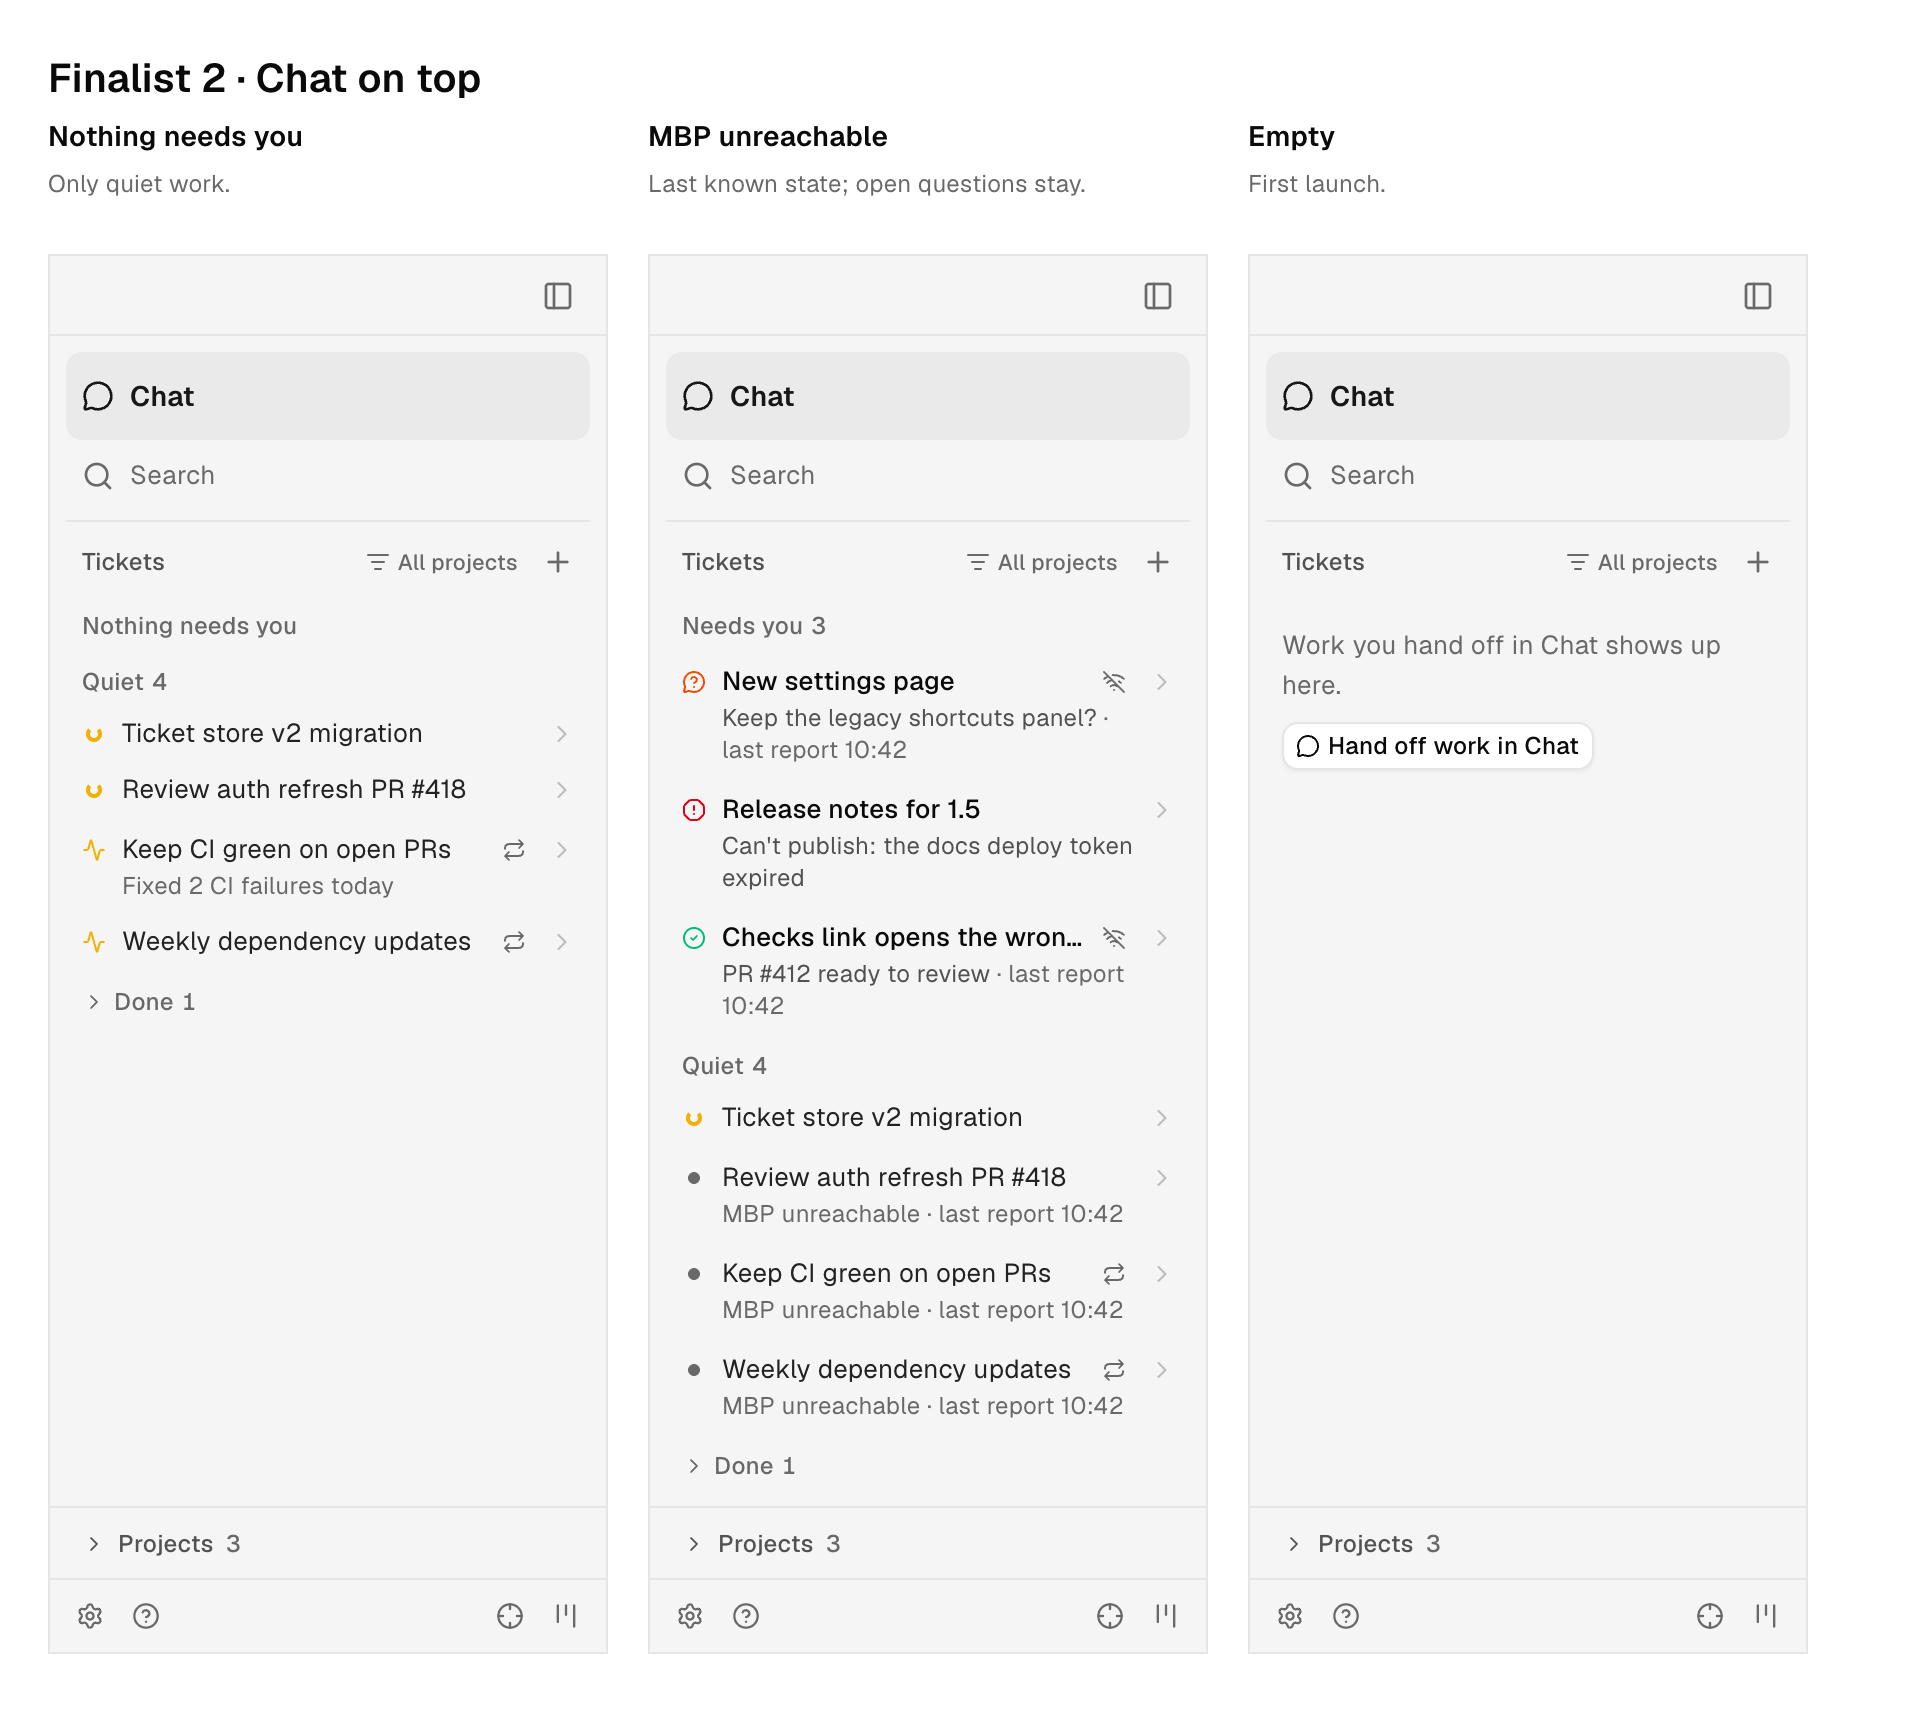 Finalist 2 · Chat on top
Nothing needs you
Only quiet work.
Chat
Search
Tickets
All projects
Nothing needs you
Quiet 4
Ticket store v2 migration
Review auth refresh PR #418
Keep CI green on open PRs
Fixed 2 CI failures today
Weekly dependency updates
Done 1
Projects 3
MBP unreachable
Last known state; open questions stay.
Chat
Search
Tickets
All projects
Needs you 3
New settings page
Keep the legacy shortcuts panel? ·
last report 10:42
Release notes for 1.5
Can't publish: the docs deploy token
expired
Checks link opens the wron...
PR #412 ready to review · last report
10:42
Quiet 4
Ticket store v2 migration
Review auth refresh PR #418
MBP unreachable · last report 10:42
Keep CI green on open PRs
MBP unreachable · last report 10:42
Weekly dependency updates
MBP unreachable · last report 10:42
Done 1
Projects 3
Empty
First launch.
Chat
Search
Tickets
All projects
Work you hand off in Chat shows up
here.
Hand off work in Chat
Projects 3